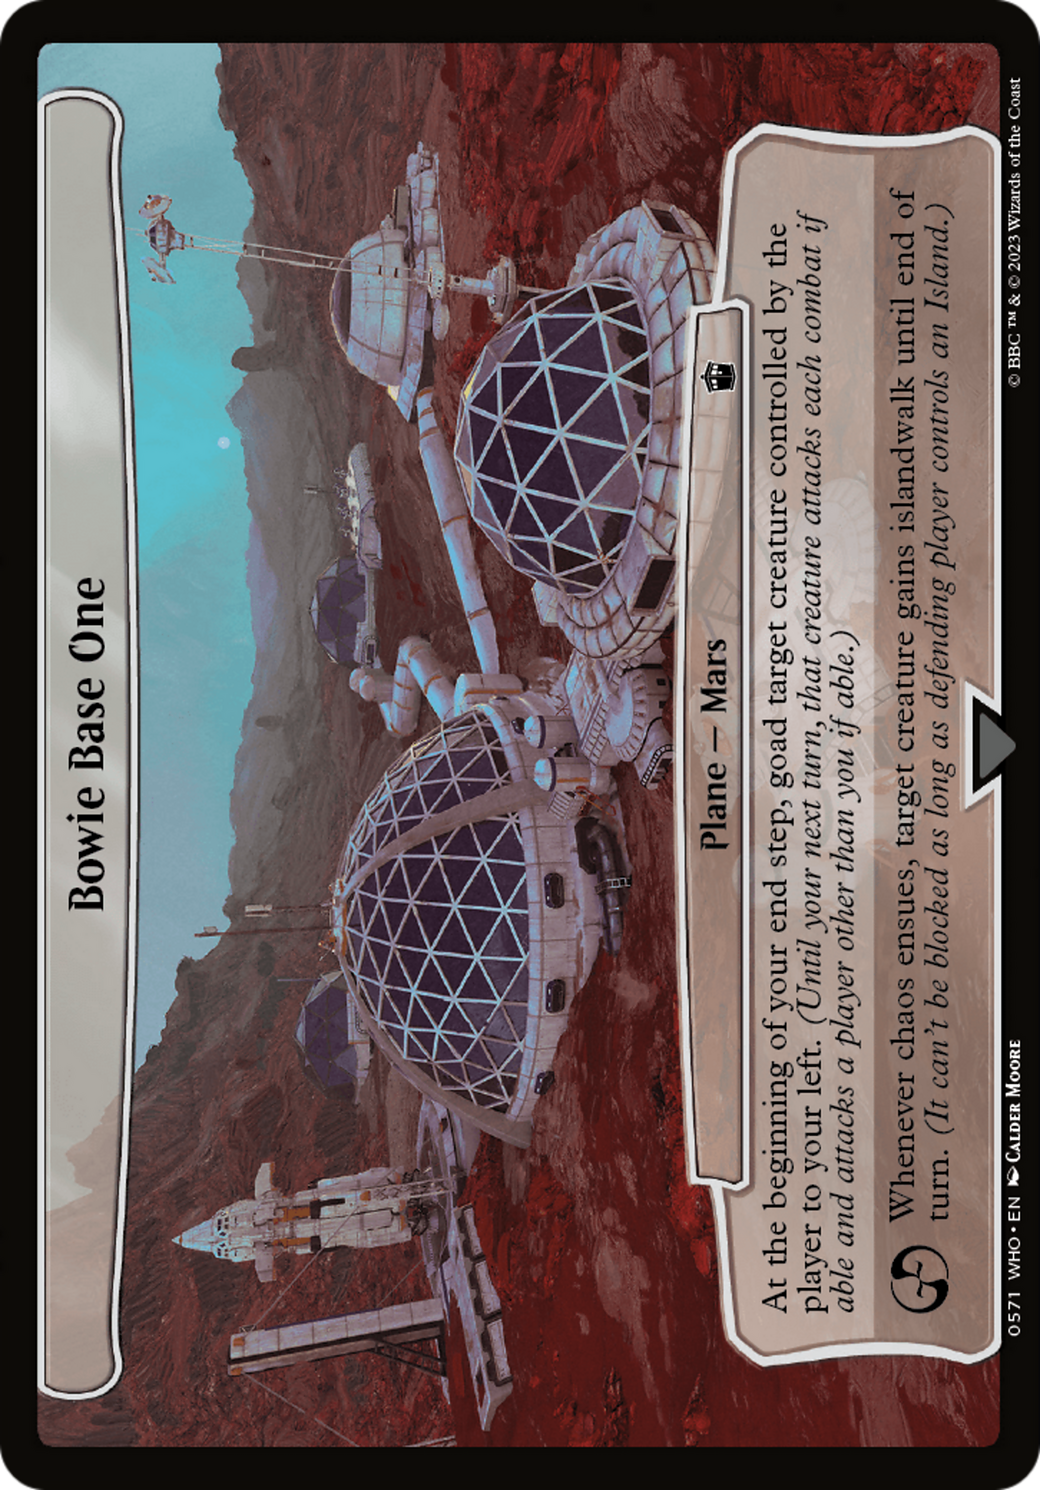 Bowie Base One
Plane — Mars
At the beginning of your end step, goad target creature controlled by the
player to your left. (Until your next turn, that creature attacks each combat if
able and attacks a player other than you if able.)
Whenever chaos ensues, target creature gains islandwalk until end of
turn. (It can't be blocked as long as defending player controls an Island.)
0571 WHO • EN CALDER MOORE
© BBC ™ & © 2023 Wizards of the Coast